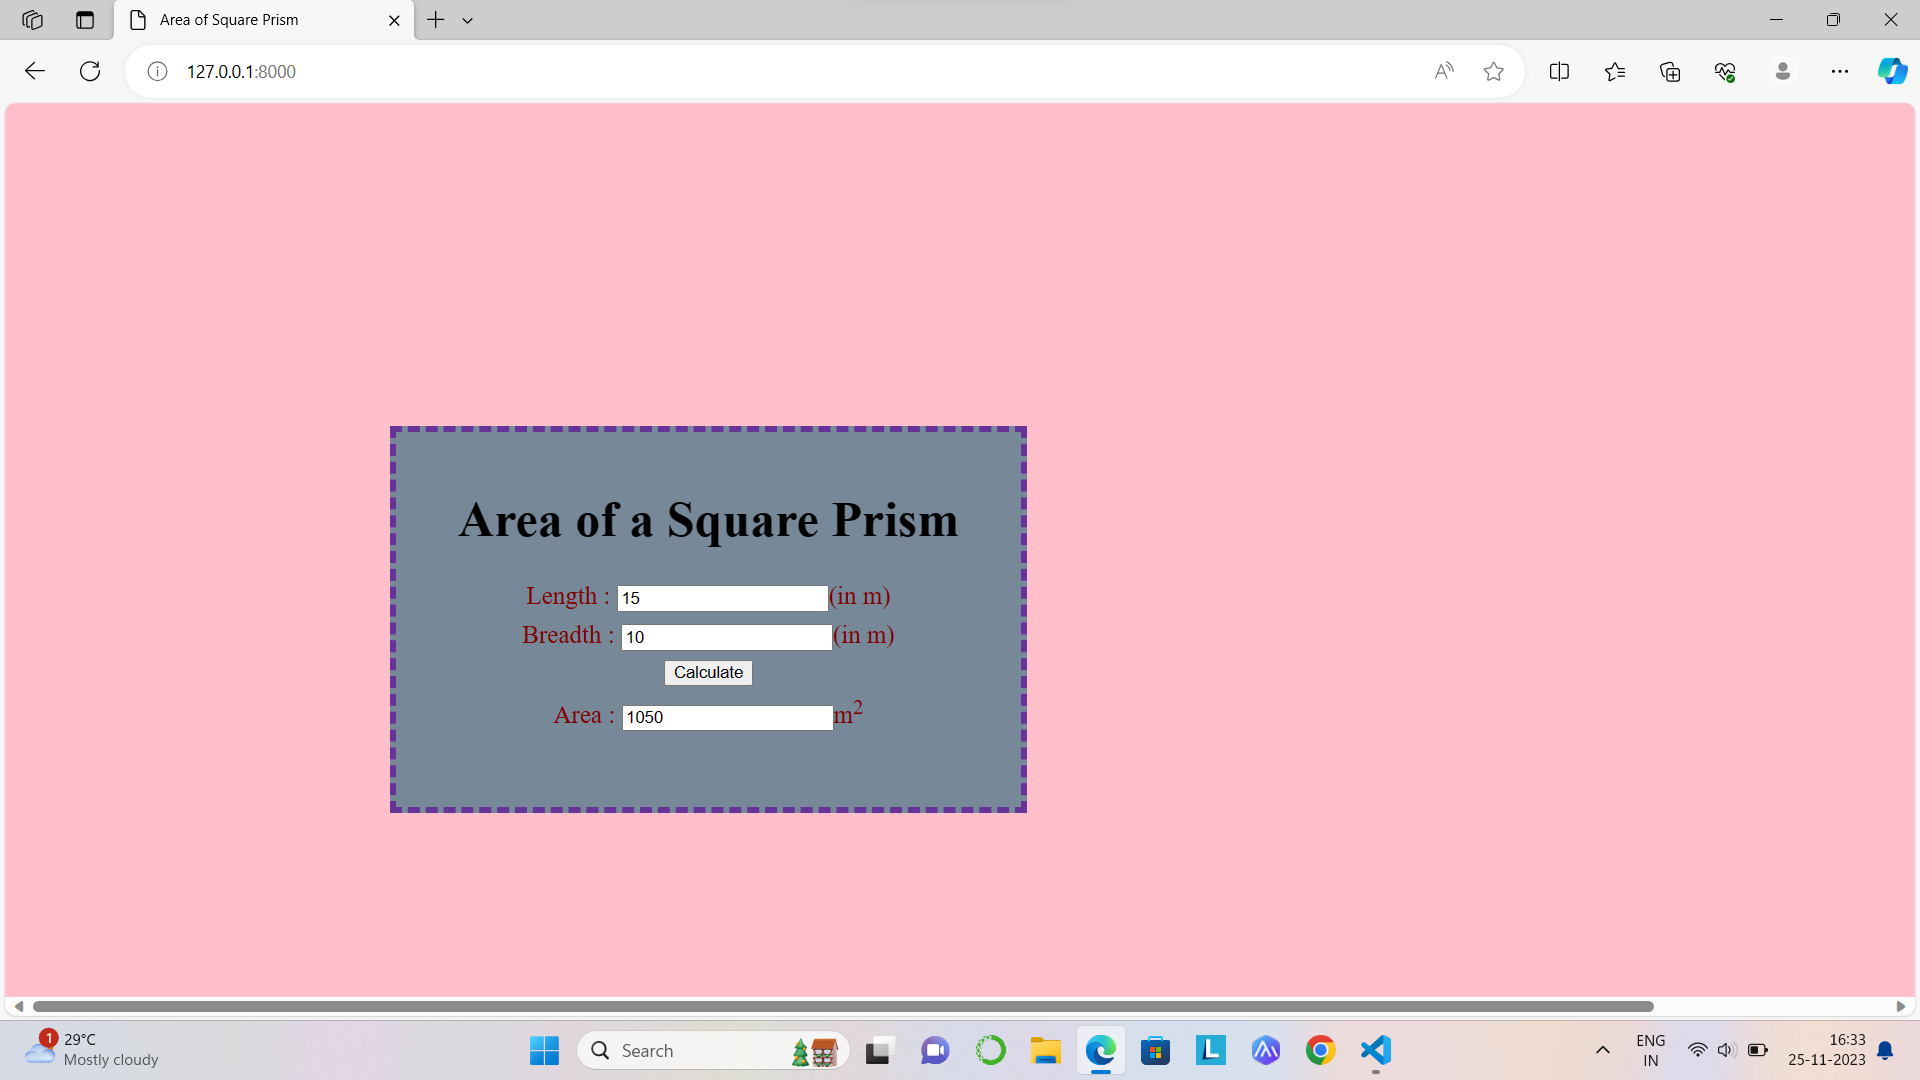 Area of Square Prism
127.0.0.1:8000
Area of a Square Prism
Length : 15 (in m)
Breadth : 10 (in m)
Calculate
Area : 1050 m²
1
29°C
Mostly cloudy
Search
ENG
IN
16:33
25-11-2023